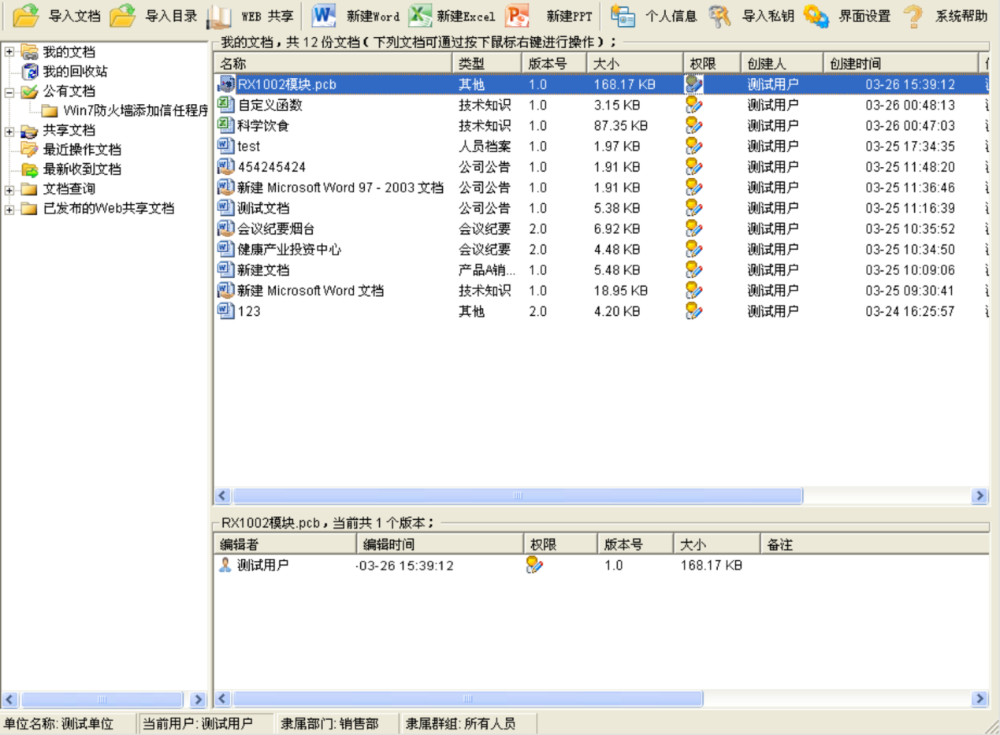 导入文档 导入目录 WEB 共享 新建Word 新建Excel 新建PPT 个人信息 导入私钥 界面设置 系统帮助
我的文档
我的回收站
公有文档
Win7防火墙添加信任程序
共享文档
最近操作文档
最新收到文档
文档查询
已发布的Web共享文档
我的文档，共 12 份文档 ( 下列文档可通过按下鼠标右键进行操作 )；
名称 类型 版本号 大小 权限 创建人 创建时间
RX1002模块.pcb 其他 1.0 168.17 KB 测试用户 03-26 15:39:12
自定义函数 技术知识 1.0 3.15 KB 测试用户 03-26 00:48:13
科学饮食 技术知识 1.0 87.35 KB 测试用户 03-26 00:47:03
test 人员档案 1.0 1.97 KB 测试用户 03-25 17:34:35
454245424 公司公告 1.0 1.91 KB 测试用户 03-25 11:48:20
新建 Microsoft Word 97 - 2003 文档 公司公告 1.0 1.91 KB 测试用户 03-25 11:36:46
测试文档 公司公告 1.0 5.38 KB 测试用户 03-25 11:16:39
会议纪要烟台 会议纪要 2.0 6.92 KB 测试用户 03-25 10:35:52
健康产业投资中心 会议纪要 2.0 4.48 KB 测试用户 03-25 10:34:50
新建文档 产品A销... 1.0 5.48 KB 测试用户 03-25 10:09:06
新建 Microsoft Word 文档 技术知识 1.0 18.95 KB 测试用户 03-25 09:30:41
123 其他 2.0 4.20 KB 测试用户 03-24 16:25:57
RX1002模块.pcb，当前共 1 个版本；
编辑者 编辑时间 权限 版本号 大小 备注
测试用户 -03-26 15:39:12 1.0 168.17 KB
单位名称: 测试单位 当前用户: 测试用户 隶属部门: 销售部 隶属群组: 所有人员